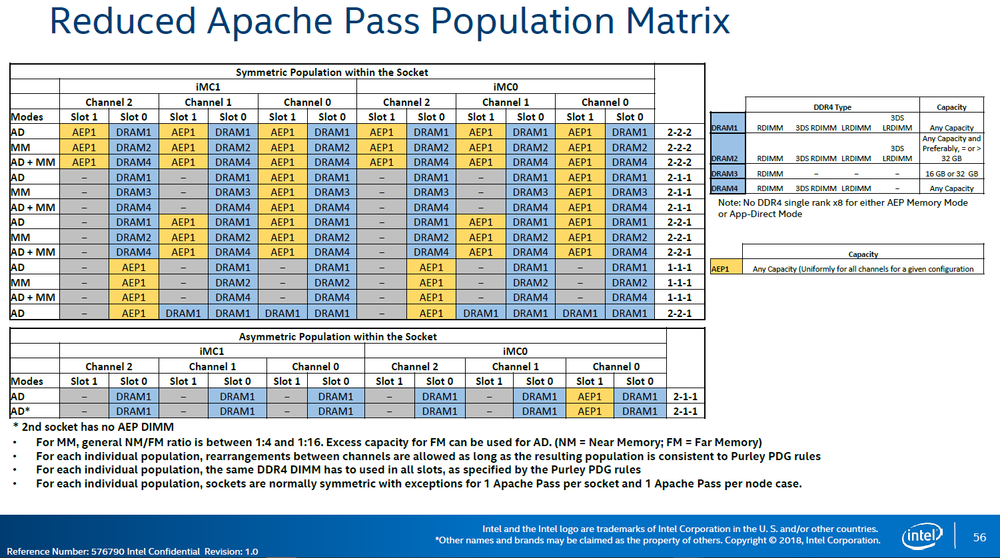 Reduced Apache Pass Population Matrix
Symmetric Population within the Socket
iMC1 iMC0
Channel 2 Channel 1 Channel 0 Channel 2 Channel 1 Channel 0
Modes Slot 1 Slot 0 Slot 1 Slot 0 Slot 1 Slot 0 Slot 1 Slot 0 Slot 1 Slot 0 Slot 1 Slot 0
AD AEP1 DRAM1 AEP1 DRAM1 AEP1 DRAM1 AEP1 DRAM1 AEP1 DRAM1 AEP1 DRAM1 2-2-2
MM AEP1 DRAM2 AEP1 DRAM2 AEP1 DRAM2 AEP1 DRAM2 AEP1 DRAM2 AEP1 DRAM2 2-2-2
AD + MM AEP1 DRAM4 AEP1 DRAM4 AEP1 DRAM4 AEP1 DRAM4 AEP1 DRAM4 AEP1 DRAM4 2-2-2
AD – DRAM1 – DRAM1 AEP1 DRAM1 – DRAM1 – DRAM1 AEP1 DRAM1 2-1-1
MM – DRAM3 – DRAM3 AEP1 DRAM3 – DRAM3 – DRAM3 AEP1 DRAM3 2-1-1
AD + MM – DRAM4 – DRAM4 AEP1 DRAM4 – DRAM4 – DRAM4 AEP1 DRAM4 2-1-1
AD – DRAM1 AEP1 DRAM1 AEP1 DRAM1 – DRAM1 AEP1 DRAM1 AEP1 DRAM1 2-2-1
MM – DRAM2 AEP1 DRAM2 AEP1 DRAM2 – DRAM2 AEP1 DRAM2 AEP1 DRAM2 2-2-1
AD + MM – DRAM4 AEP1 DRAM4 AEP1 DRAM4 – DRAM4 AEP1 DRAM4 AEP1 DRAM4 2-2-1
AD – AEP1 – DRAM1 – DRAM1 – AEP1 – DRAM1 – DRAM1 1-1-1
MM – AEP1 – DRAM2 – DRAM2 – AEP1 – DRAM2 – DRAM2 1-1-1
AD + MM – AEP1 – DRAM4 – DRAM4 – AEP1 – DRAM4 – DRAM4 1-1-1
AD – AEP1 DRAM1 DRAM1 DRAM1 DRAM1 – AEP1 DRAM1 DRAM1 DRAM1 DRAM1 2-2-1
DDR4 Type Capacity
3DS
DRAM1 RDIMM 3DS RDIMM LRDIMM LRDIMM Any Capacity
Any Capacity and
3DS Preferably, = or >
DRAM2 RDIMM 3DS RDIMM LRDIMM LRDIMM 32 GB
DRAM3 RDIMM – – – 16 GB or 32 GB
DRAM4 RDIMM 3DS RDIMM LRDIMM – Any Capacity
Note: No DDR4 single rank x8 for either AEP Memory Mode
or App-Direct Mode
Capacity
AEP1 Any Capacity (Uniformly for all channels for a given configuration
Asymmetric Population within the Socket
iMC1 iMC0
Channel 2 Channel 1 Channel 0 Channel 2 Channel 1 Channel 0
Modes Slot 1 Slot 0 Slot 1 Slot 0 Slot 1 Slot 0 Slot 1 Slot 0 Slot 1 Slot 0 Slot 1 Slot 0
AD – DRAM1 – DRAM1 – DRAM1 – DRAM1 – DRAM1 AEP1 DRAM1 2-1-1
AD* – DRAM1 – DRAM1 – DRAM1 – DRAM1 – DRAM1 AEP1 DRAM1 2-1-1
* 2nd socket has no AEP DIMM
• For MM, general NM/FM ratio is between 1:4 and 1:16. Excess capacity for FM can be used for AD. (NM = Near Memory; FM = Far Memory)
• For each individual population, rearrangements between channels are allowed as long as the resulting population is consistent to Purley PDG rules
• For each individual population, the same DDR4 DIMM has to used in all slots, as specified by the Purley PDG rules
• For each individual population, sockets are normally symmetric with exceptions for 1 Apache Pass per socket and 1 Apache Pass per node case.
Intel and the Intel logo are trademarks of Intel Corporation in the U. S. and/or other countries.
*Other names and brands may be claimed as the property of others. Copyright © 2018, Intel Corporation.
intel
56
Reference Number: 576790 Intel Confidential Revision: 1.0